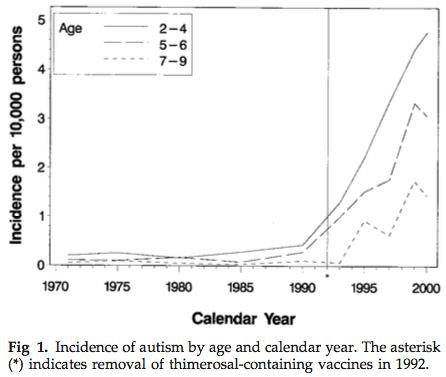 Age
2-4
5-6
7-9
Incidence per 10,000 persons
5
4
3
2
1
0
1970 1975 1980 1985 1990 1995 2000
*
Calendar Year
Fig 1. Incidence of autism by age and calendar year. The asterisk
(*) indicates removal of thimerosal-containing vaccines in 1992.